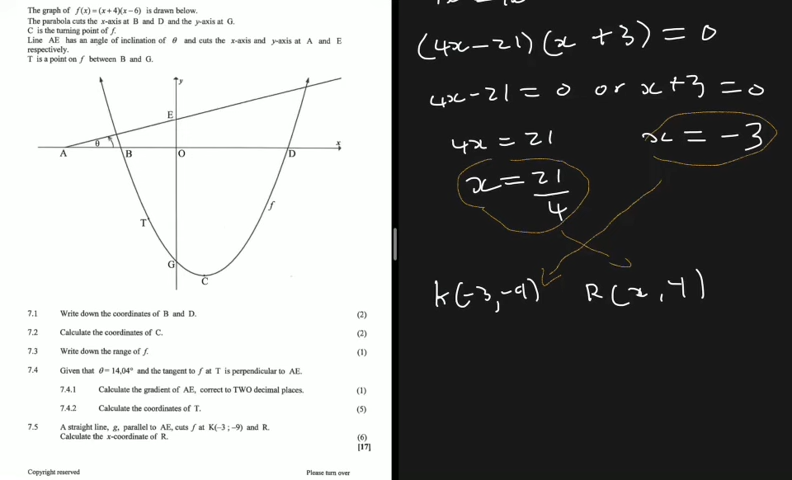 The graph of f(x)=(x+4)(x−6) is drawn below.
The parabola cuts the x-axis at B and D and the y-axis at G.
C is the turning point of f.
Line AE has an angle of inclination of θ and cuts the x-axis and y-axis at A and E
respectively.
T is a point on f between B and G.
y
E
θ
x
A
B
O
D
f
T
G
C
7.1 Write down the coordinates of B and D. (2)
7.2 Calculate the coordinates of C. (2)
7.3 Write down the range of f. (1)
7.4 Given that θ=14,04° and the tangent to f at T is perpendicular to AE.
7.4.1 Calculate the gradient of AE, correct to TWO decimal places. (1)
7.4.2 Calculate the coordinates of T. (5)
7.5 A straight line, g, parallel to AE, cuts f at K(−3 ; −9) and R.
Calculate the x-coordinate of R. (6)
[17]
Copyright reserved Please turn over
(4x−21)(x+3)=0
4x−21=0 or x+3=0
4x=21 x=−3
x=21/4
K(−3,−9) R(x,y)